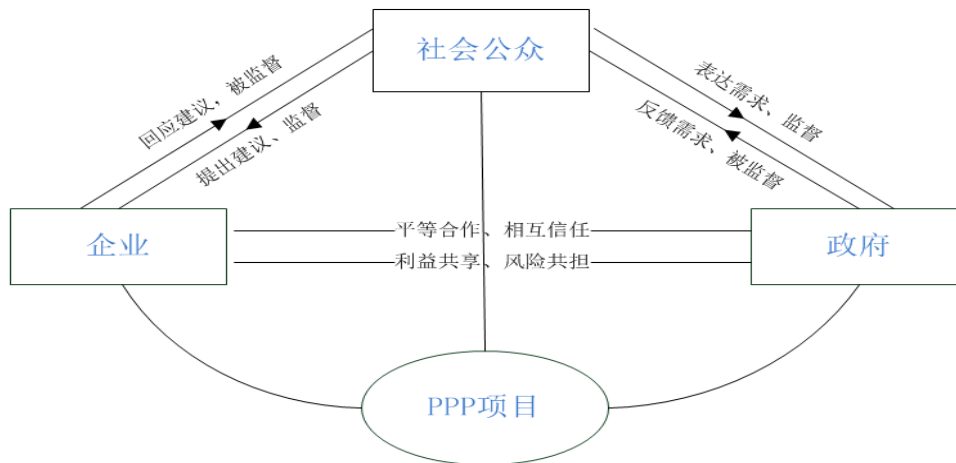 社会公众
回应建议，被监督
提出建议、监督
表达需求、监督
反馈需求、被监督
企业
平等合作、相互信任
利益共享、风险共担
政府
PPP项目